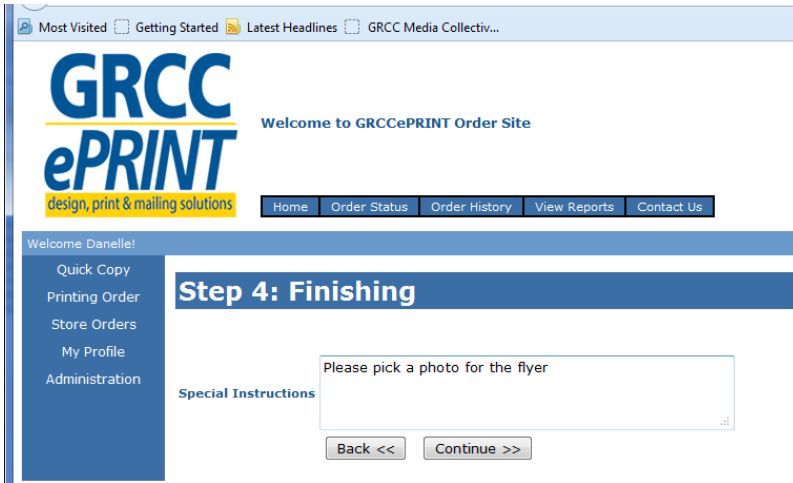 Most Visited Getting Started Latest Headlines GRCC Media Collectiv...
GRCC
ePRINT
design, print & mailing solutions
Welcome to GRCCePRINT Order Site
Home Order Status Order History View Reports Contact Us
Welcome Danelle!
Quick Copy
Printing Order
Store Orders
My Profile
Administration
Step 4: Finishing
Special Instructions
Please pick a photo for the flyer
Back << Continue >>